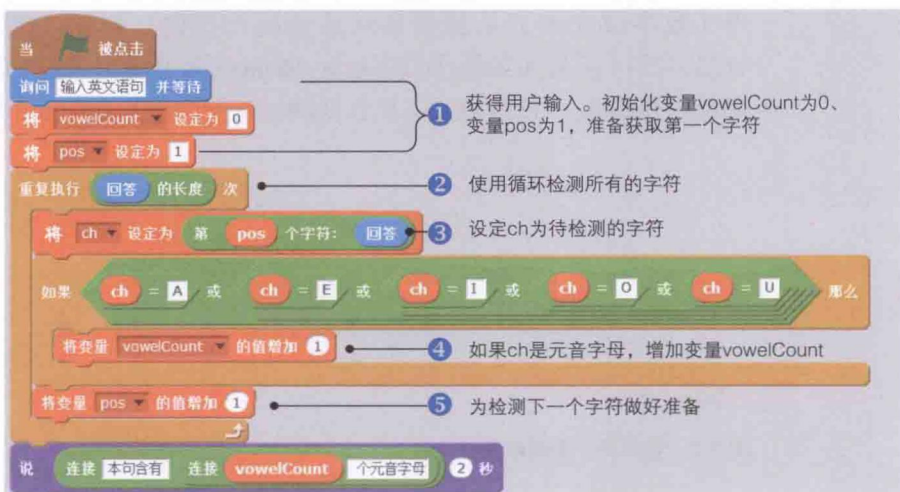 当 被点击
询问 输入英文语句 并等待
将 vowelCount 设定为 0
将 pos 设定为 1
① 获得用户输入。初始化变量vowelCount为0、
变量pos为1，准备获取第一个字符
重复执行 回答 的长度 次
② 使用循环检测所有的字符
将 ch 设定为 第 pos 个字符: 回答
③ 设定ch为待检测的字符
如果 ch = A 或 ch = E 或 ch = I 或 ch = O 或 ch = U 那么
将变量 vowelCount 的值增加 1
④ 如果ch是元音字母，增加变量vowelCount
将变量 pos 的值增加 1
⑤ 为检测下一个字符做好准备
说 连接 本句含有 连接 vowelCount 个元音字母 2 秒